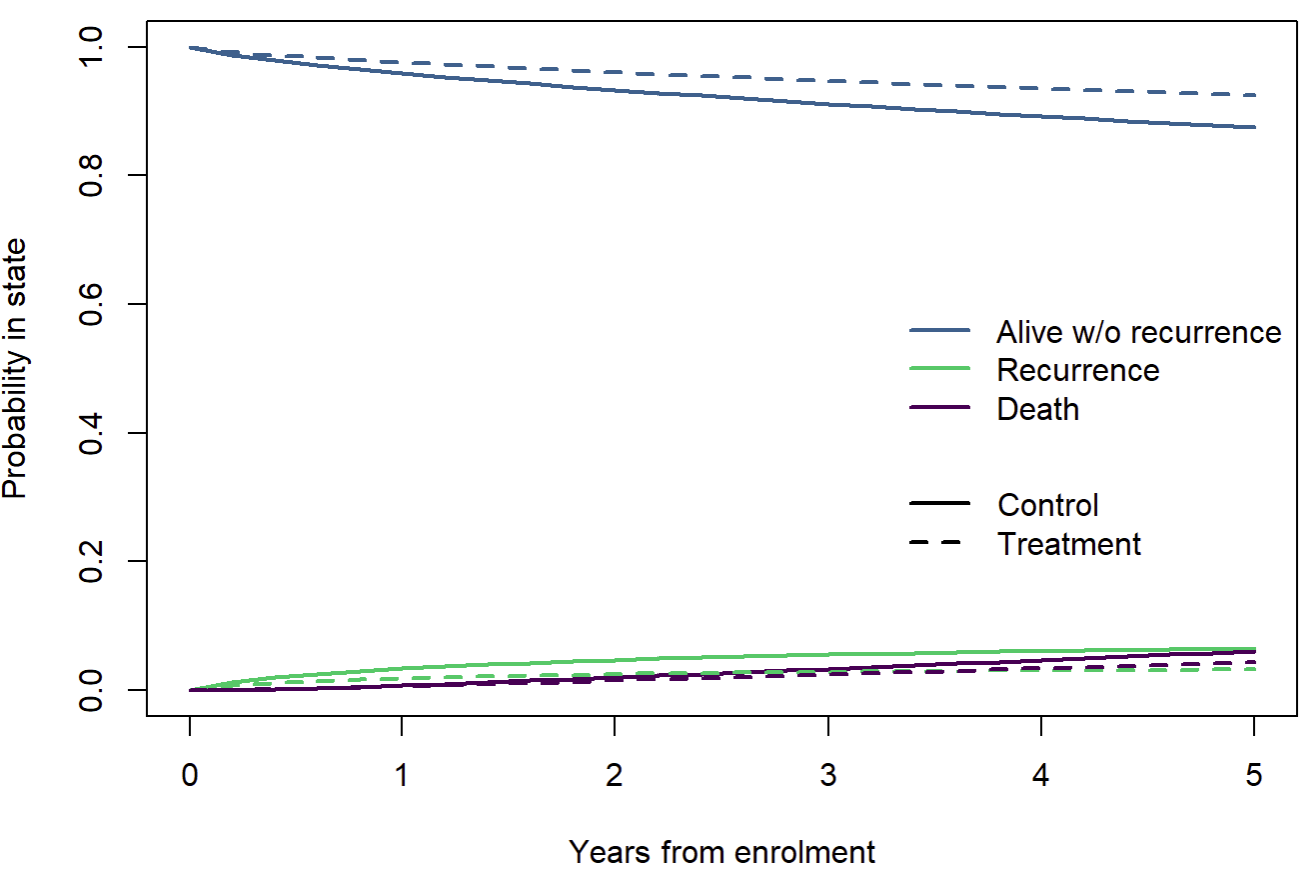 1.0
0.8
0.6
0.4
0.2
0.0
Probability in state
Alive w/o recurrence
Recurrence
Death
Control
Treatment
0 1 2 3 4 5
Years from enrolment